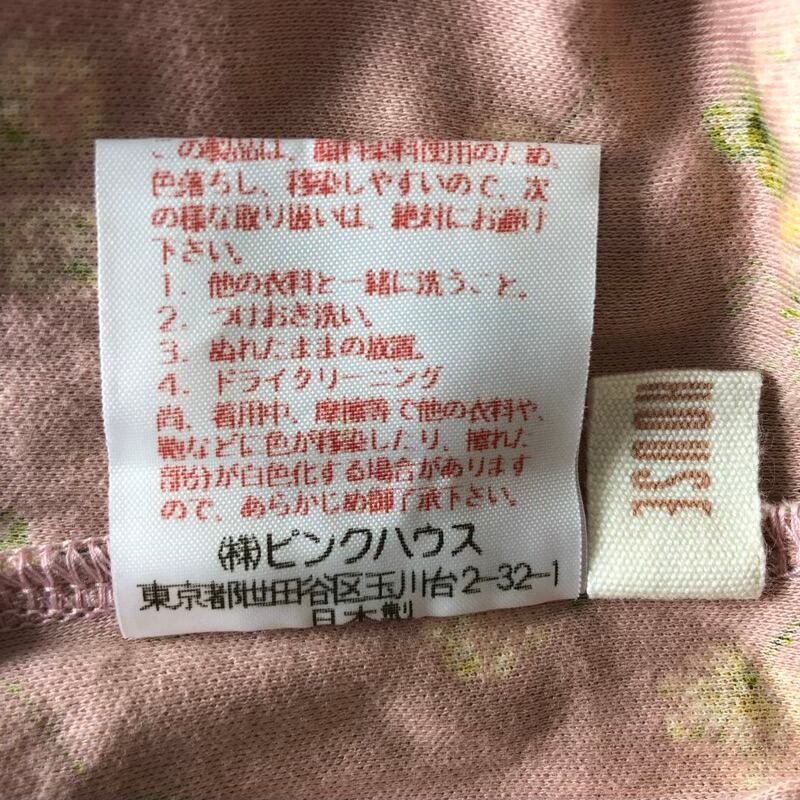 この製品は、顔料染料使用のため、
色落ちし、移染しやすいので、次
の様な取り扱いは、絶対にお避け
下さい。
1. 他の衣料と一緒に洗うこと。
2. つけおき洗い。
3. ぬれたままの放置。
4. ドライクリーニング
尚、着用中、摩擦等で他の衣料や、
鞄などに色が移染したり、擦れた
部分が白色化する場合があります
ので、あらかじめ御了承下さい。
(株)ピンクハウス
東京都世田谷区玉川台2-32-1
日本製
HOUSE